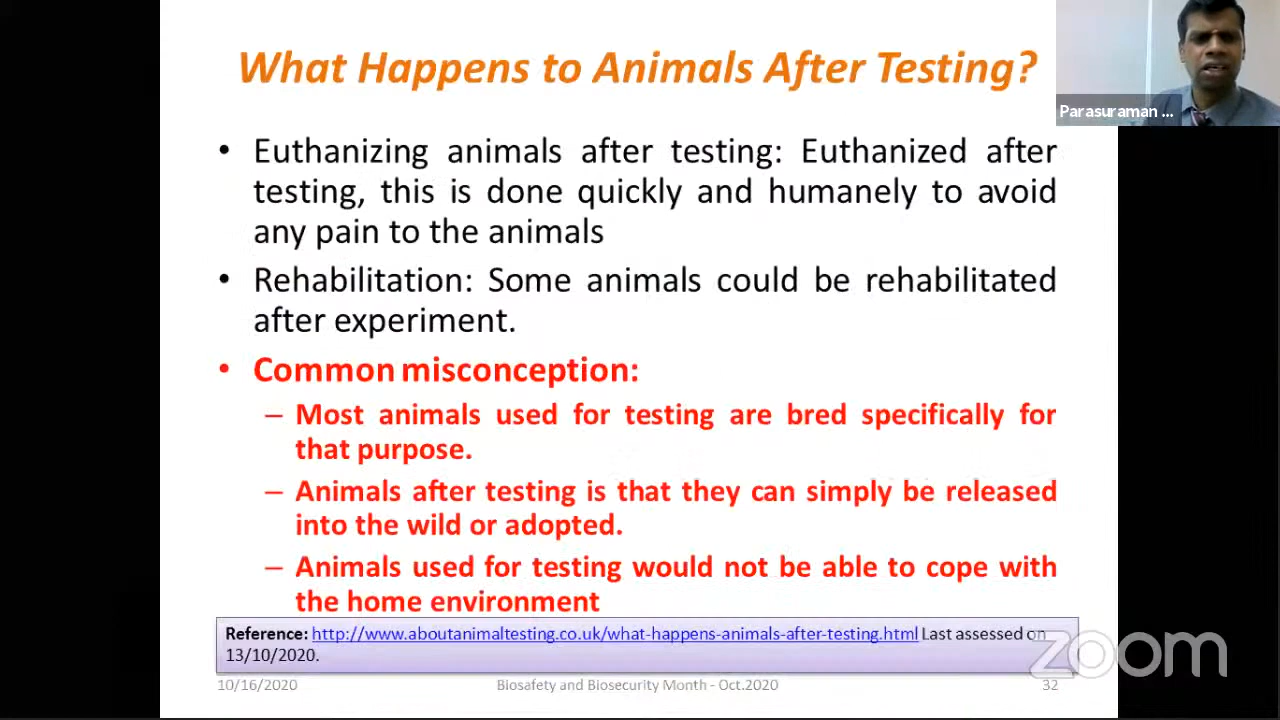 What Happens to Animals After Testing?
Parasuraman ...
• Euthanizing animals after testing: Euthanized after
testing, this is done quickly and humanely to avoid
any pain to the animals
• Rehabilitation: Some animals could be rehabilitated
after experiment.
• Common misconception:
– Most animals used for testing are bred specifically for
that purpose.
– Animals after testing is that they can simply be released
into the wild or adopted.
– Animals used for testing would not be able to cope with
the home environment
Reference: http://www.aboutanimaltesting.co.uk/what-happens-animals-after-testing.html Last assessed on
13/10/2020.
zoom
10/16/2020
Biosafety and Biosecurity Month - Oct.2020
32